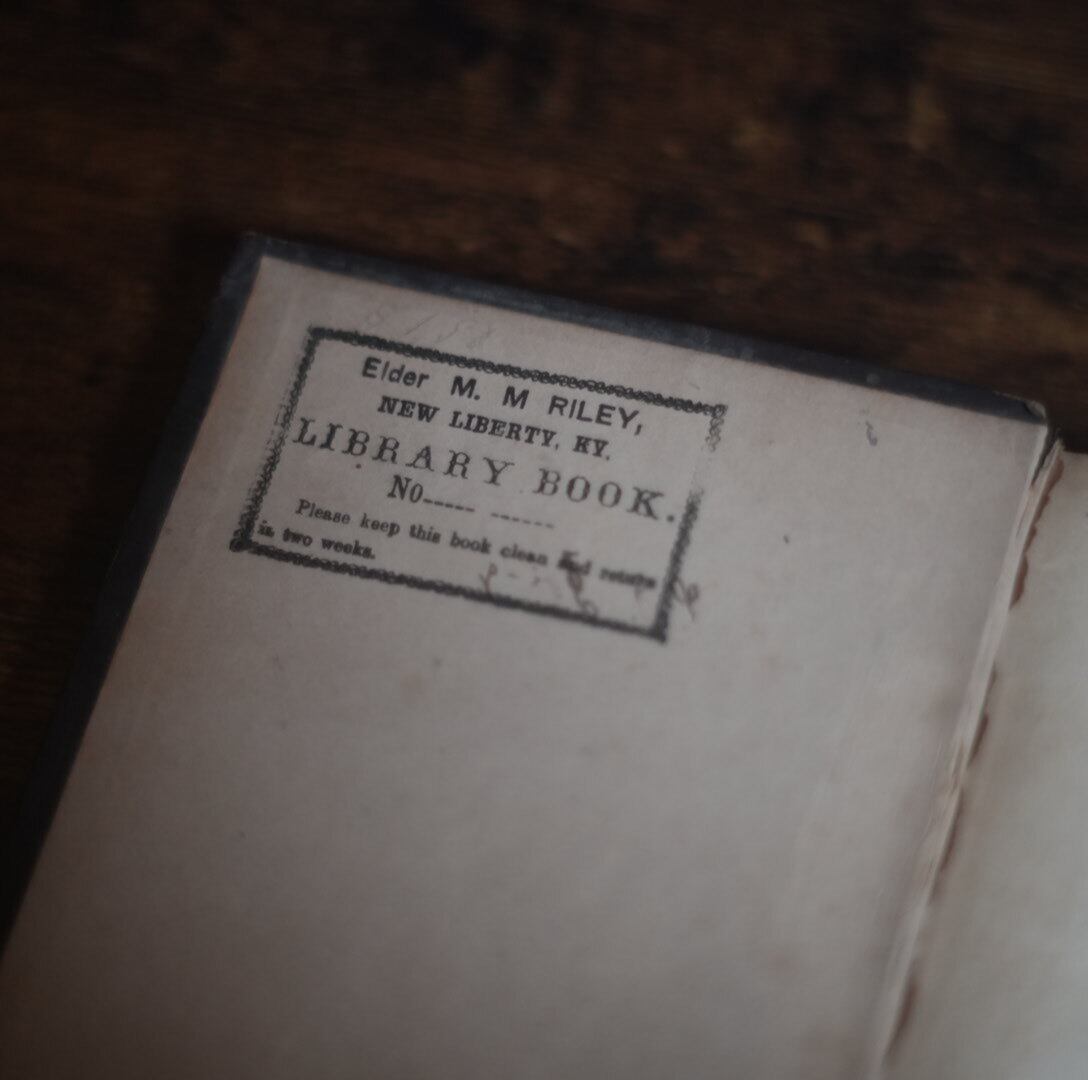 Elder M. M RILEY,
NEW LIBERTY, KY.
LIBRARY BOOK.
No----- ------
Please keep this book clean and return
in two weeks.